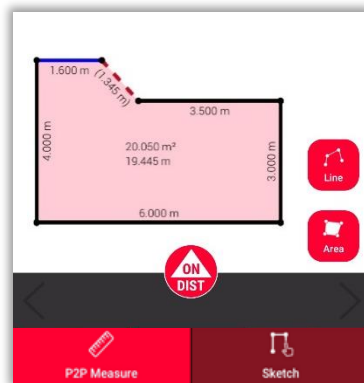 1.600 m
(1.345 m)
3.500 m
4.000 m
20.050 m²
19.445 m
3.000 m
6.000 m
Line
Area
ON
DIST
P2P Measure
Sketch